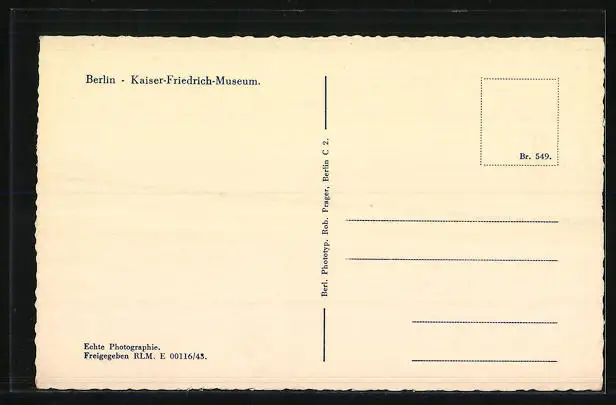 Berlin - Kaiser-Friedrich-Museum.
Br. 549.
Berl. Phototyp. Rob. Prager, Berlin C 2.
Echte Photographie.
Freigegeben RLM. E 00116/43.